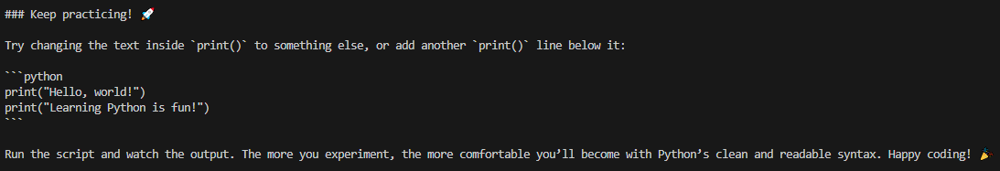 ### Keep practicing! 🚀
Try changing the text inside `print()` to something else, or add another `print()` line below it:
```python
print("Hello, world!")
print("Learning Python is fun!")
```
Run the script and watch the output. The more you experiment, the more comfortable you’ll become with Python’s clean and readable syntax. Happy coding! 🎉